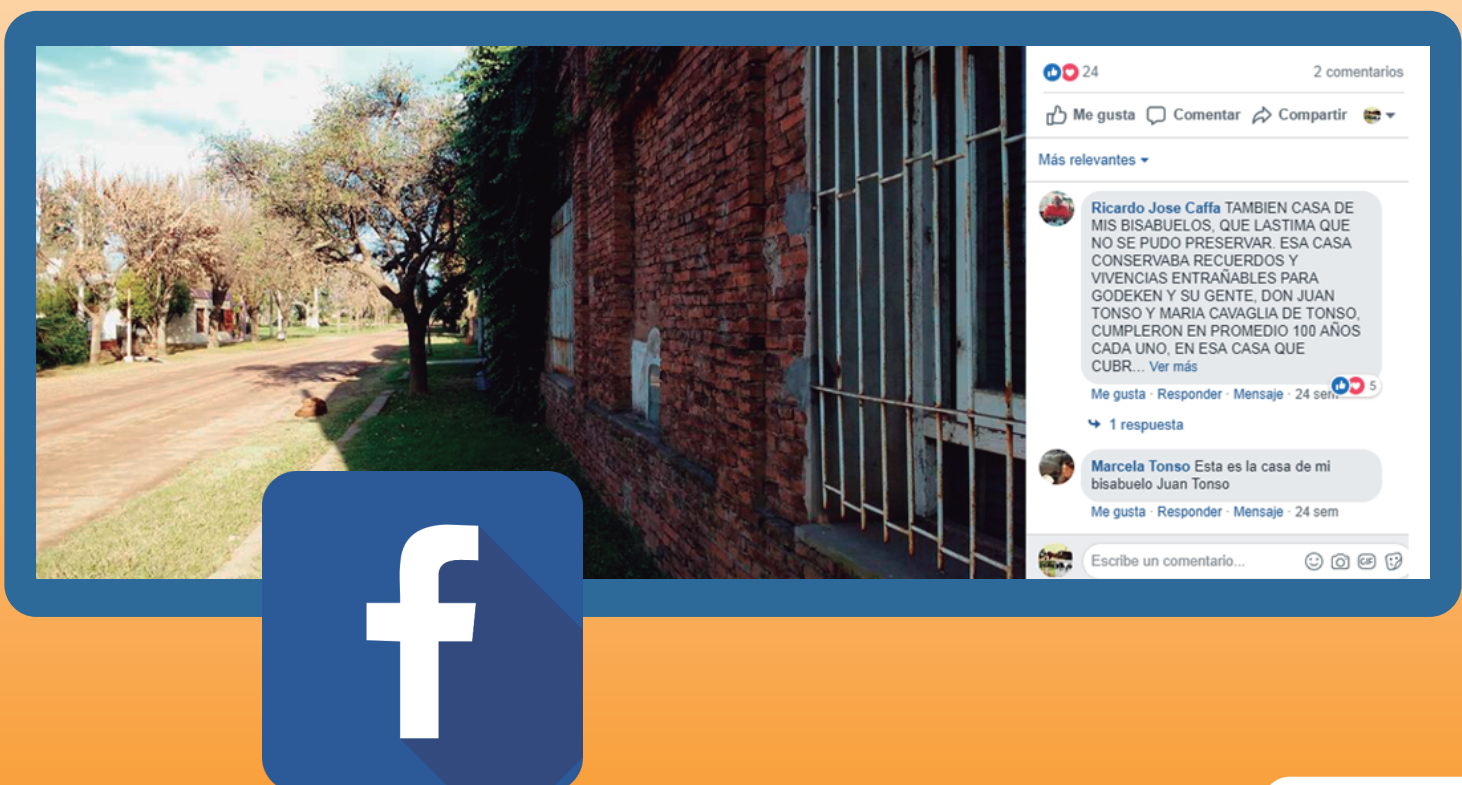 24 2 comentarios
Me gusta Comentar Compartir
Más relevantes
Ricardo Jose Caffa TAMBIEN CASA DE
MIS BISABUELOS, QUE LASTIMA QUE
NO SE PUDO PRESERVAR. ESA CASA
CONSERVABA RECUERDOS Y
VIVENCIAS ENTRAÑABLES PARA
GODEKEN Y SU GENTE, DON JUAN
TONSO Y MARIA CAVAGLIA DE TONSO,
CUMPLERON EN PROMEDIO 100 AÑOS
CADA UNO, EN ESA CASA QUE
CUBR... Ver más
5
Me gusta · Responder · Mensaje · 24 sem
1 respuesta
Marcela Tonso Esta es la casa de mi
bisabuelo Juan Tonso
Me gusta · Responder · Mensaje · 24 sem
Escribe un comentario... GIF
f